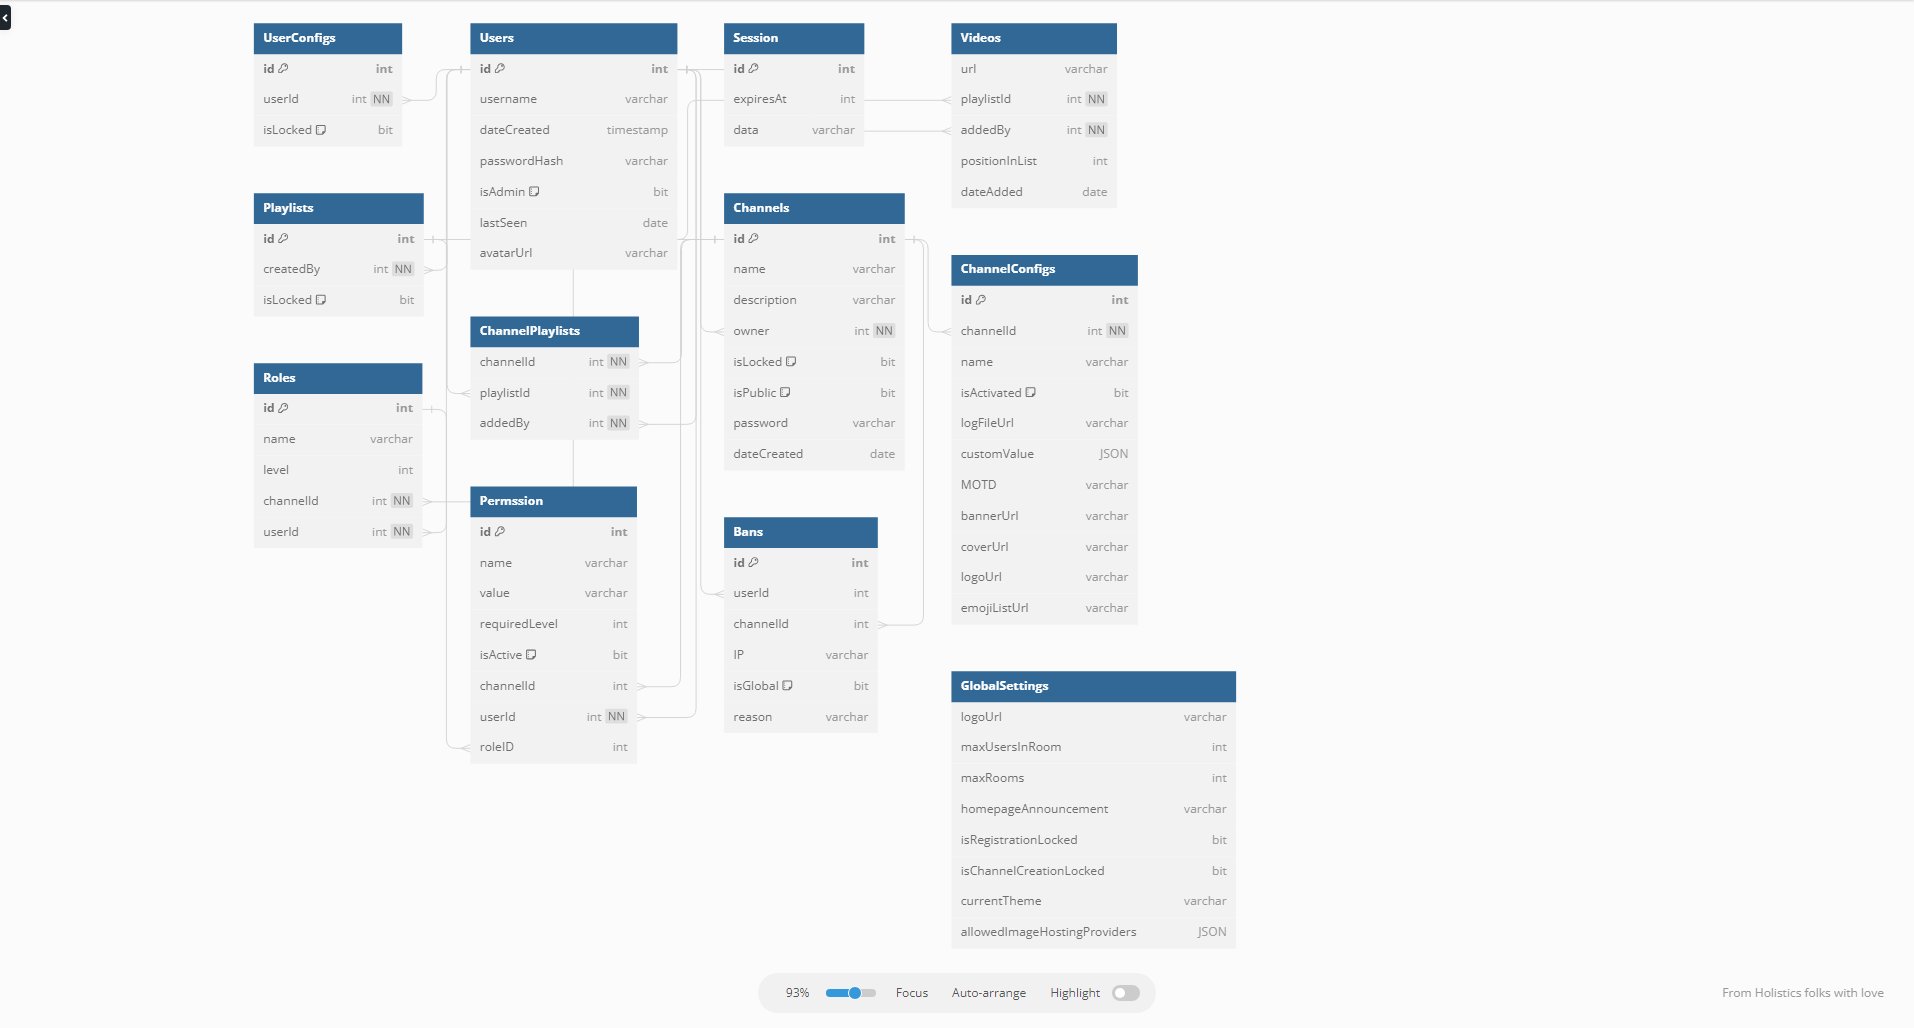 UserConfigs
id int
userId int NN
isLocked bit
Playlists
id int
createdBy int NN
isLocked bit
Roles
id int
name varchar
level int
channelId int NN
userId int NN
Users
id int
username varchar
dateCreated timestamp
passwordHash varchar
isAdmin bit
lastSeen date
avatarUrl varchar
ChannelPlaylists
channelId int NN
playlistId int NN
addedBy int NN
Permssion
id int
name varchar
value varchar
requiredLevel int
isActive bit
channelId int
userId int NN
roleID int
Session
id int
expiresAt int
data varchar
Channels
id int
name varchar
description varchar
owner int NN
isLocked bit
isPublic bit
password varchar
dateCreated date
Bans
id int
userId int
channelId int
IP varchar
isGlobal bit
reason varchar
Videos
url varchar
playlistId int NN
addedBy int NN
positionInList int
dateAdded date
ChannelConfigs
id int
channelId int NN
name varchar
isActivated bit
logFileUrl varchar
customValue JSON
MOTD varchar
bannerUrl varchar
coverUrl varchar
logoUrl varchar
emojiListUrl varchar
GlobalSettings
logoUrl varchar
maxUsersInRoom int
maxRooms int
homepageAnnouncement varchar
isRegistrationLocked bit
isChannelCreationLocked bit
currentTheme varchar
allowedImageHostingProviders JSON
93% Focus Auto-arrange Highlight
From Holistics folks with love